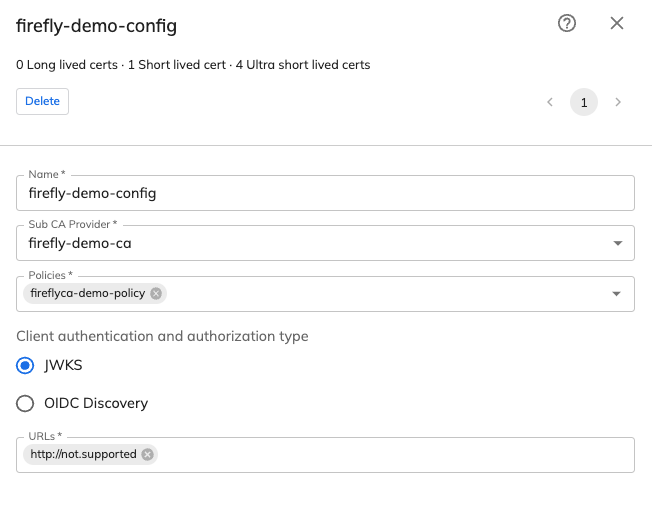 firefly-demo-config
0 Long lived certs · 1 Short lived cert · 4 Ultra short lived certs
Delete
1
Name *
firefly-demo-config
Sub CA Provider *
firefly-demo-ca
Policies *
fireflyca-demo-policy
Client authentication and authorization type
JWKS
OIDC Discovery
URLs *
http://not.supported